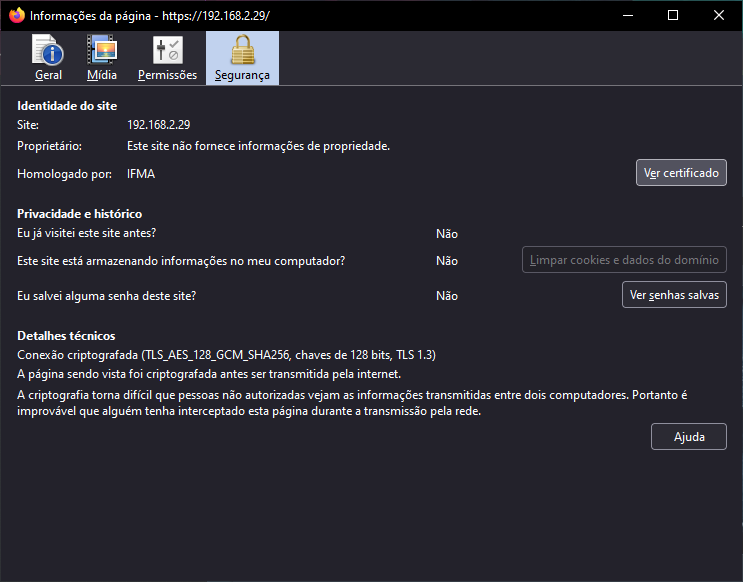 Informações da página - https://192.168.2.29/
Geral
Mídia
Permissões
Segurança
Identidade do site
Site: 192.168.2.29
Proprietário: Este site não fornece informações de propriedade.
Homologado por: IFMA
Ver certificado
Privacidade e histórico
Eu já visitei este site antes? Não
Este site está armazenando informações no meu computador? Não
Limpar cookies e dados do domínio
Eu salvei alguma senha deste site? Não
Ver senhas salvas
Detalhes técnicos
Conexão criptografada (TLS_AES_128_GCM_SHA256, chaves de 128 bits, TLS 1.3)
A página sendo vista foi criptografada antes ser transmitida pela internet.
A criptografia torna difícil que pessoas não autorizadas vejam as informações transmitidas entre dois computadores. Portanto é
improvável que alguém tenha interceptado esta página durante a transmissão pela rede.
Ajuda